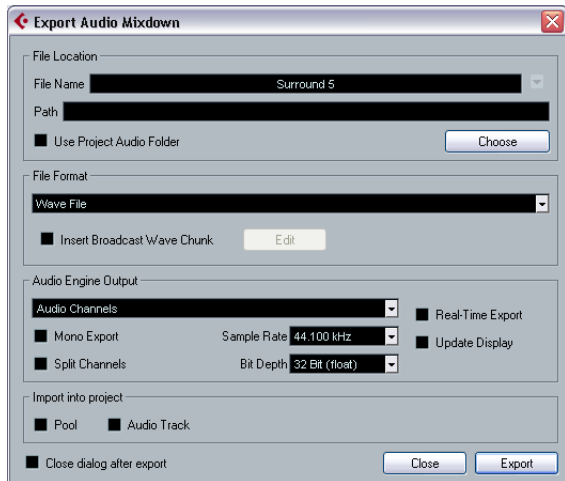 Export Audio Mixdown
File Location
File Name Surround 5
Path
Use Project Audio Folder Choose
File Format
Wave File
Insert Broadcast Wave Chunk Edit
Audio Engine Output
Audio Channels Real-Time Export
Mono Export Sample Rate 44.100 kHz Update Display
Split Channels Bit Depth 32 Bit (float)
Import into project
Pool Audio Track
Close dialog after export Close Export